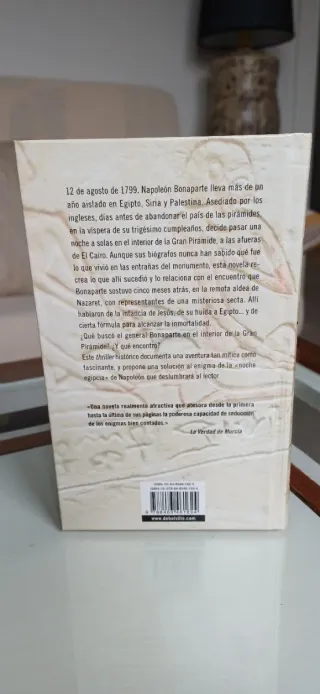 12 de agosto de 1799. Napoleón Bonaparte lleva más de un
año aislado en Egipto, Siria y Palestina. Asediado por los
ingleses, días antes de abandonar el país de las pirámides,
en la víspera de su trigésimo cumpleaños, decide pasar una
noche a solas en el interior de la Gran Pirámide, a las afueras
de El Cairo. Aunque sus biógrafos nunca han sabido qué fue
lo que vivió en las entrañas del monumento, esta novela re-
crea lo que allí sucedió y lo relaciona con el encuentro que
Bonaparte sostuvo cinco meses atrás, en la remota aldea de
Nazaret, con representantes de una misteriosa secta. Allí
hablaron de la infancia de Jesús, de su huida a Egipto... y de
cierta fórmula para alcanzar la inmortalidad.
¿Qué buscó el general Bonaparte en el interior de la Gran
Pirámide? ¿Y qué encontró?
Este thriller histórico documenta una aventura tan mítica como
fascinante, y propone una solución al enigma de la «noche
egipcia» de Napoleón que deslumbrará al lector.
«Una novela realmente atractiva que atesora desde la primera
hasta la última de sus páginas la poderosa capacidad de seducción
de los enigmas bien contados.»
La Verdad de Murcia
www.debolsillo.com